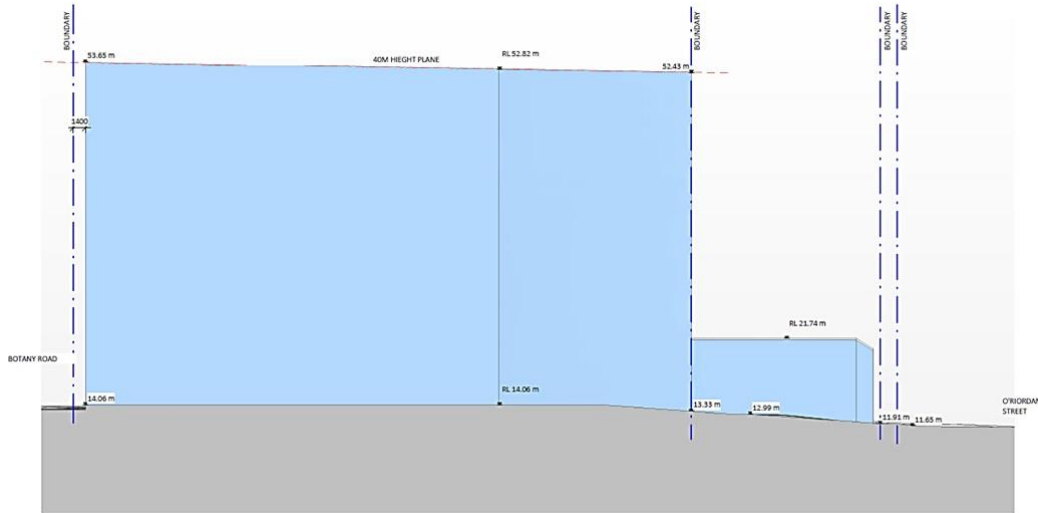 BOUNDARY
BOUNDARY
BOUNDARY
BOUNDARY
53.65 m
40M HIEGHT PLANE
RL 52.82 m
52.43 m
1400
RL 21.74 m
BOTANY ROAD
14.06 m
RL 14.06 m
13.33 m
12.99 m
11.91 m
11.65 m
O'RIORDAN
STREET